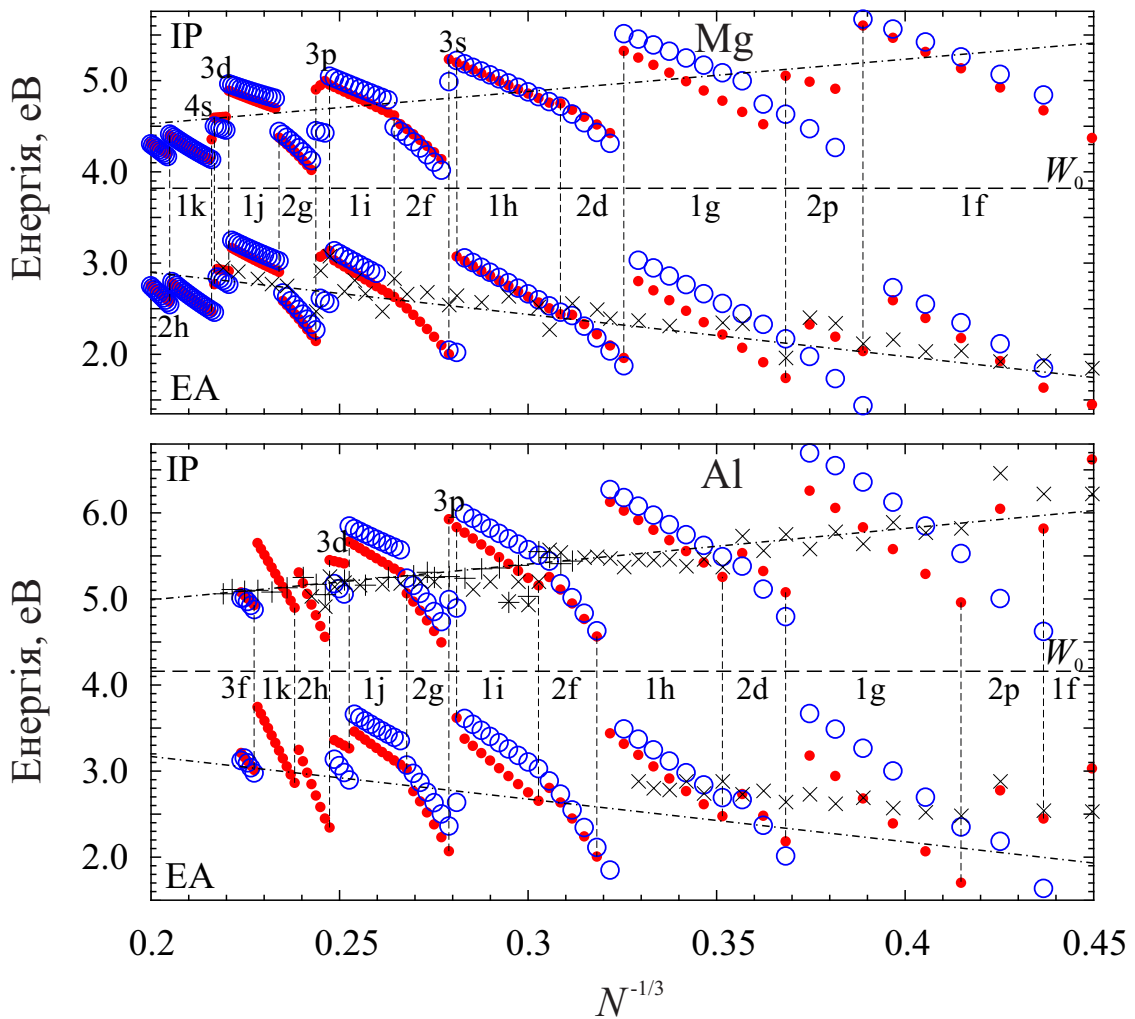 IP
Mg
3d
3p
3s
4s
5.0
4.0
3.0
2.0
Енергія, еВ
W₀
1k
1j
2g
1i
2f
1h
2d
1g
2p
1f
2h
EA
IP
Al
3p
3d
6.0
5.0
4.0
3.0
2.0
Енергія, еВ
W₀
3f
1k
2h
1j
2g
1i
2f
1h
2d
1g
2p
1f
EA
0.2
0.25
0.3
0.35
0.4
0.45
N⁻¹/³